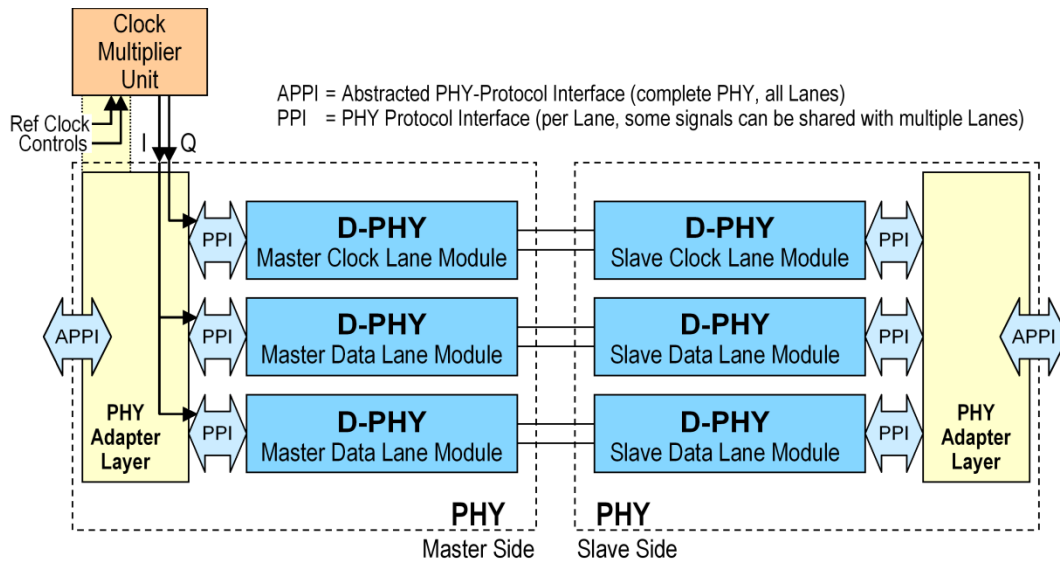 Clock
Multiplier
Unit
APPI = Abstracted PHY-Protocol Interface (complete PHY, all Lanes)
PPI = PHY Protocol Interface (per Lane, some signals can be shared with multiple Lanes)
Ref Clock
Controls
I
Q
PPI
D-PHY
Master Clock Lane Module
D-PHY
Slave Clock Lane Module
PPI
APPI
PPI
D-PHY
Master Data Lane Module
D-PHY
Slave Data Lane Module
PPI
APPI
PHY
Adapter
Layer
PPI
D-PHY
Master Data Lane Module
D-PHY
Slave Data Lane Module
PPI
PHY
Adapter
Layer
PHY
Master Side
PHY
Slave Side